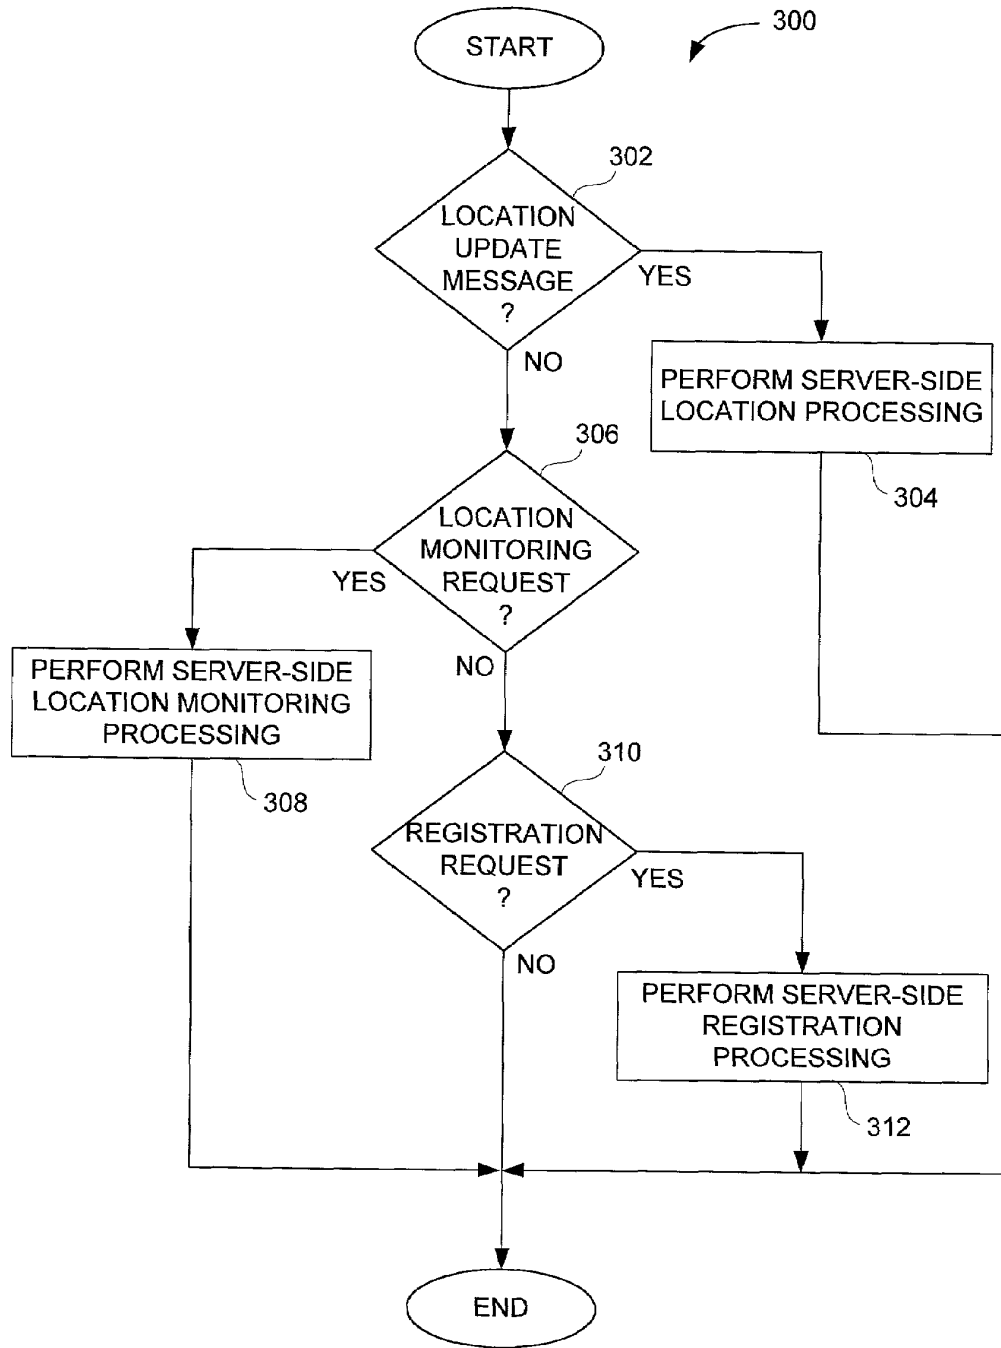 300
START
302
LOCATION
UPDATE
MESSAGE
?
YES
NO
PERFORM SERVER-SIDE
LOCATION PROCESSING
304
306
LOCATION
MONITORING
REQUEST
?
YES
NO
PERFORM SERVER-SIDE
LOCATION MONITORING
PROCESSING
308
310
REGISTRATION
REQUEST
?
YES
NO
PERFORM SERVER-SIDE
REGISTRATION
PROCESSING
312
END